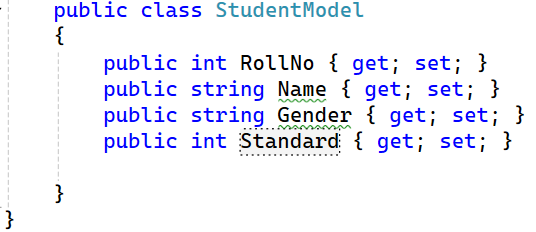 public class StudentModel
{
public int RollNo { get; set; }
public string Name { get; set; }
public string Gender { get; set; }
public int Standard { get; set; }
}
}